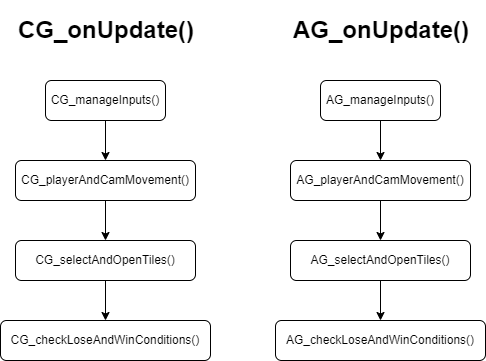 CG_onUpdate()
CG_manageInputs()
CG_playerAndCamMovement()
CG_selectAndOpenTiles()
CG_checkLoseAndWinConditions()
AG_onUpdate()
AG_manageInputs()
AG_playerAndCamMovement()
AG_selectAndOpenTiles()
AG_checkLoseAndWinConditions()